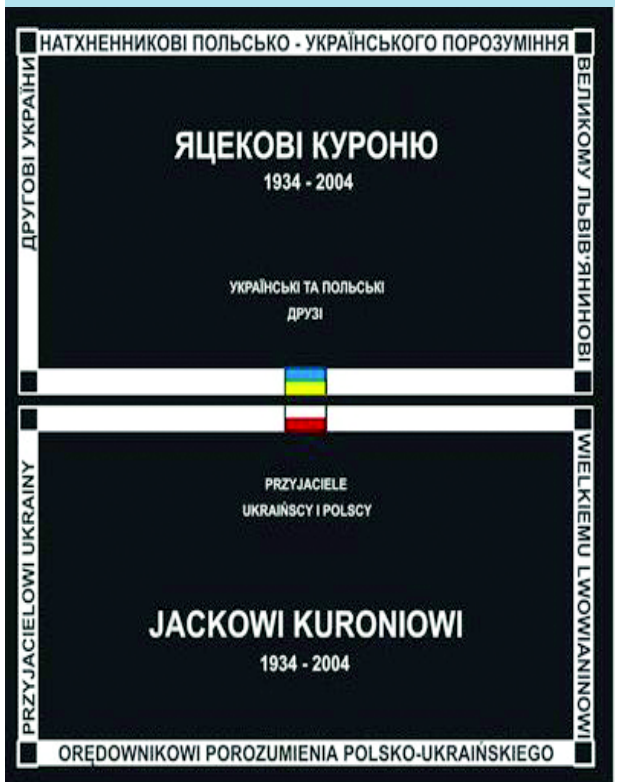 НАТХНЕННИКОВІ ПОЛЬСЬКО - УКРАЇНСЬКОГО ПОРОЗУМІННЯ
ДРУГОВІ УКРАЇНИ
ВЕЛИКОМУ ЛЬВІВ'ЯНИНОВІ
ЯЦЕКОВІ КУРОНЮ
1934 - 2004
УКРАЇНСЬКІ ТА ПОЛЬСЬКІ
ДРУЗІ
PRZYJACIELE
UKRAIŃSCY I POLSCY
PRZYJACIELOWI UKRAINY
WIELKIEMU LWOWIANINOWI
JACKOWI KURONIOWI
1934 - 2004
ORĘDOWNIKOWI POROZUMIENIA POLSKO-UKRAIŃSKIEGO